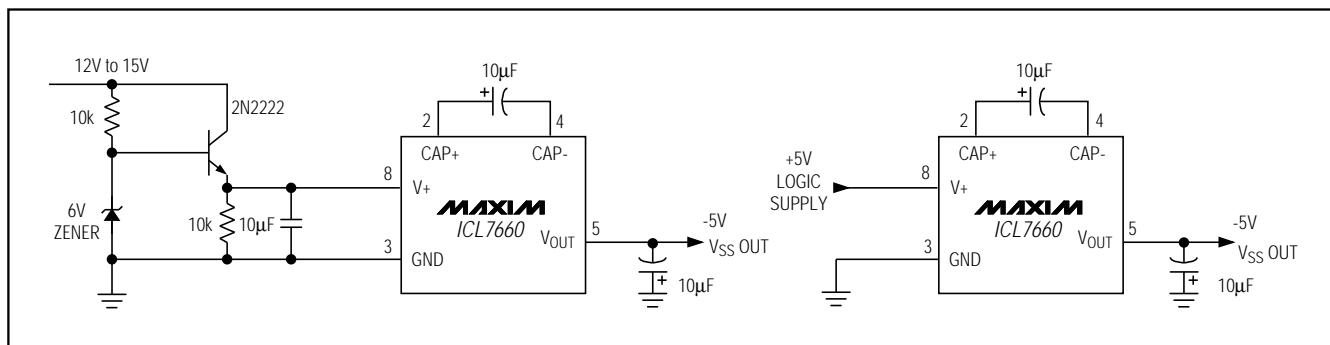 12V to 15V
10k
2N2222
6V
ZENER
10k
10µF
10µF
+
2
4
CAP+
CAP-
8
V+
MAXIM
ICL7660
VOUT
5
-5V
VSS OUT
3
GND
+
10µF
10µF
+
2
4
CAP+
CAP-
+5V
LOGIC
SUPPLY
8
V+
MAXIM
ICL7660
VOUT
5
-5V
VSS OUT
3
GND
+
10µF